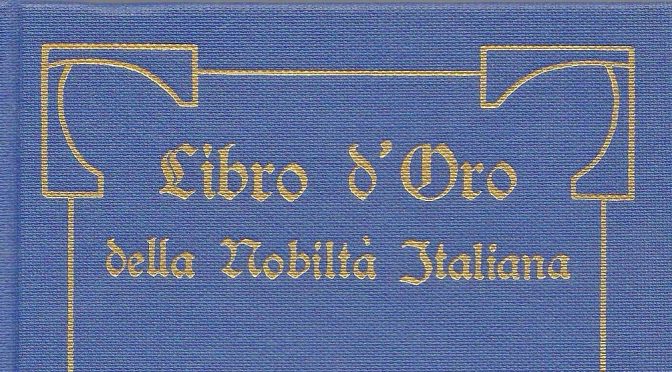 Libro d'Oro
della Nobiltà Italiana